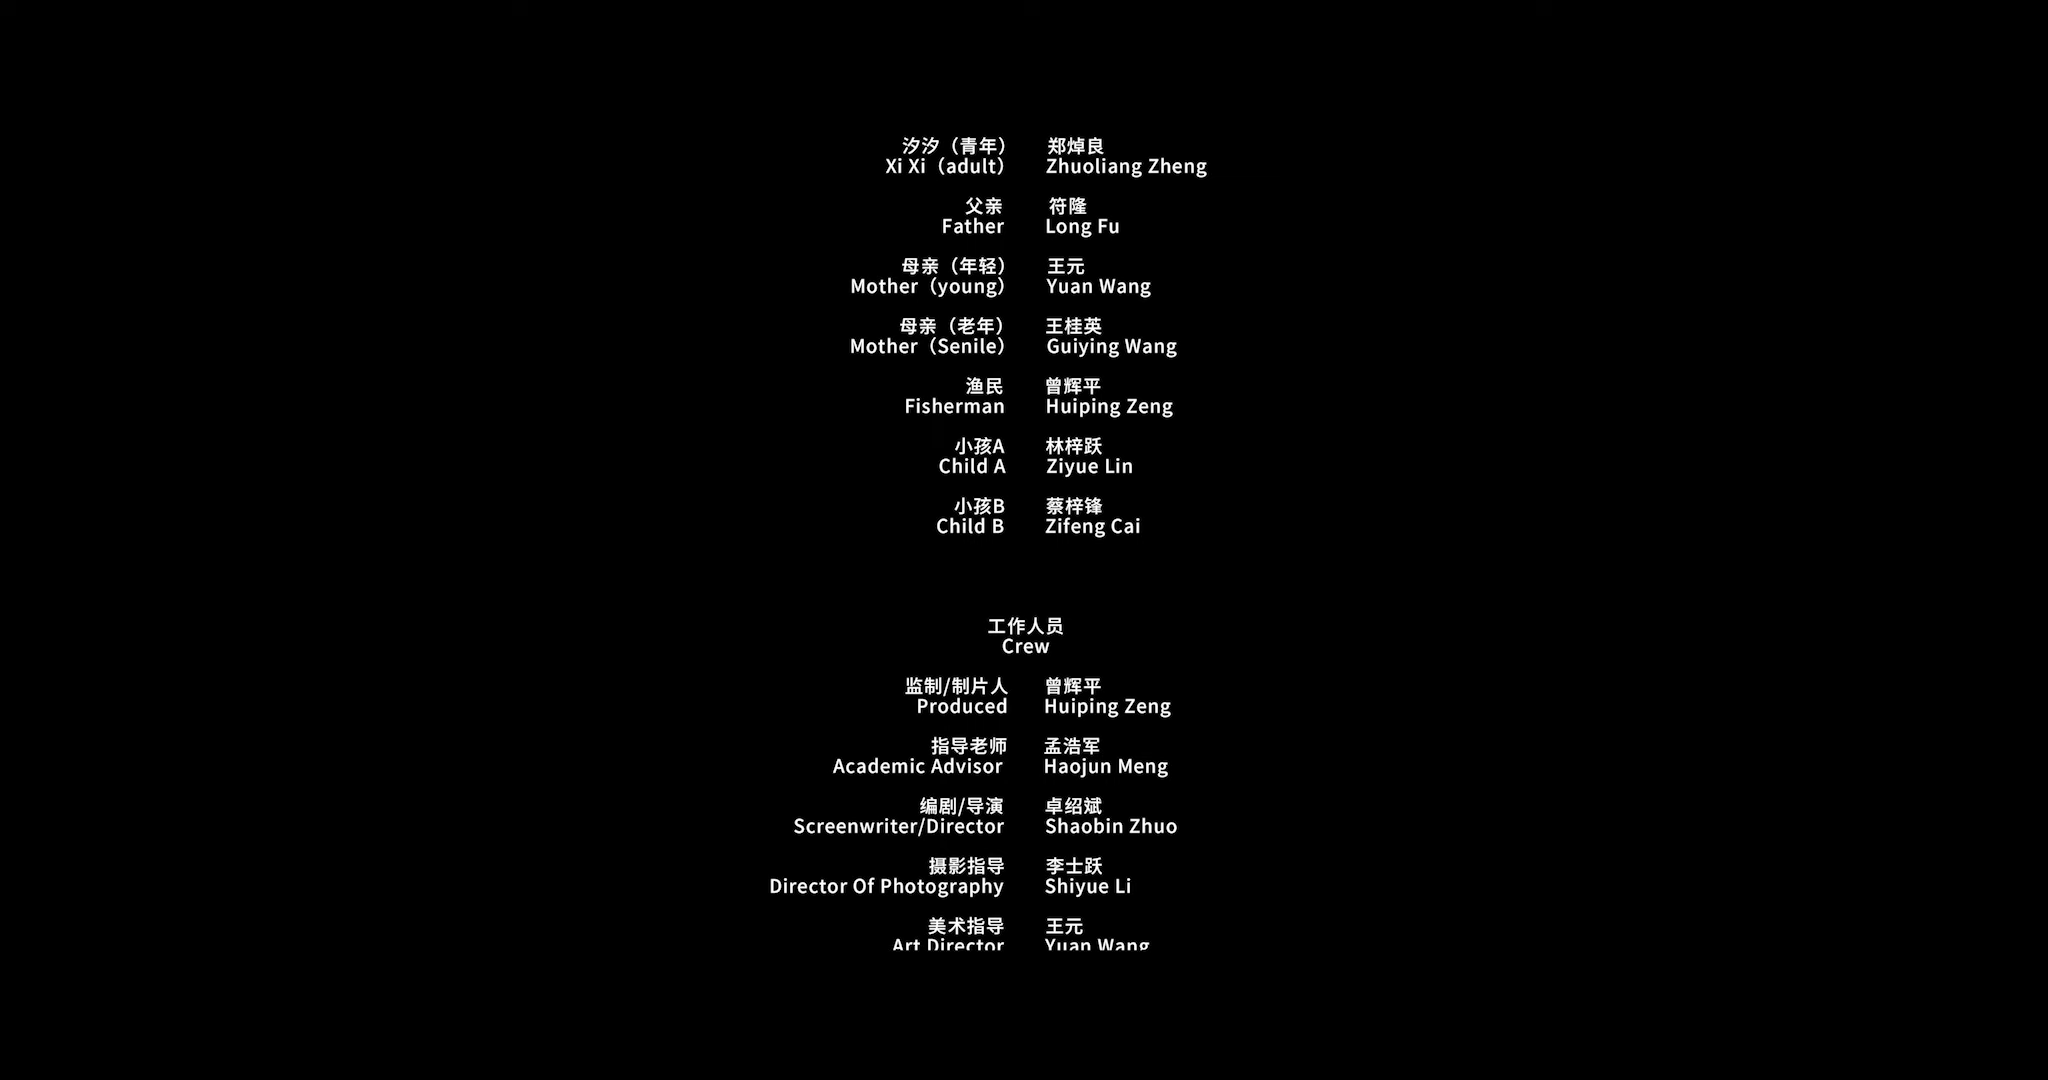 汐汐（青年） 郑焯良
Xi Xi（adult） Zhuoliang Zheng
父亲 符隆
Father Long Fu
母亲（年轻） 王元
Mother（young） Yuan Wang
母亲（老年） 王桂英
Mother（Senile） Guiying Wang
渔民 曾辉平
Fisherman Huiping Zeng
小孩A 林梓跃
Child A Ziyue Lin
小孩B 蔡梓锋
Child B Zifeng Cai
工作人员
Crew
监制/制片人 曾辉平
Produced Huiping Zeng
指导老师 孟浩军
Academic Advisor Haojun Meng
编剧/导演 卓绍斌
Screenwriter/Director Shaobin Zhuo
摄影指导 李士跃
Director Of Photography Shiyue Li
美术指导 王元
Art Director Yuan Wang